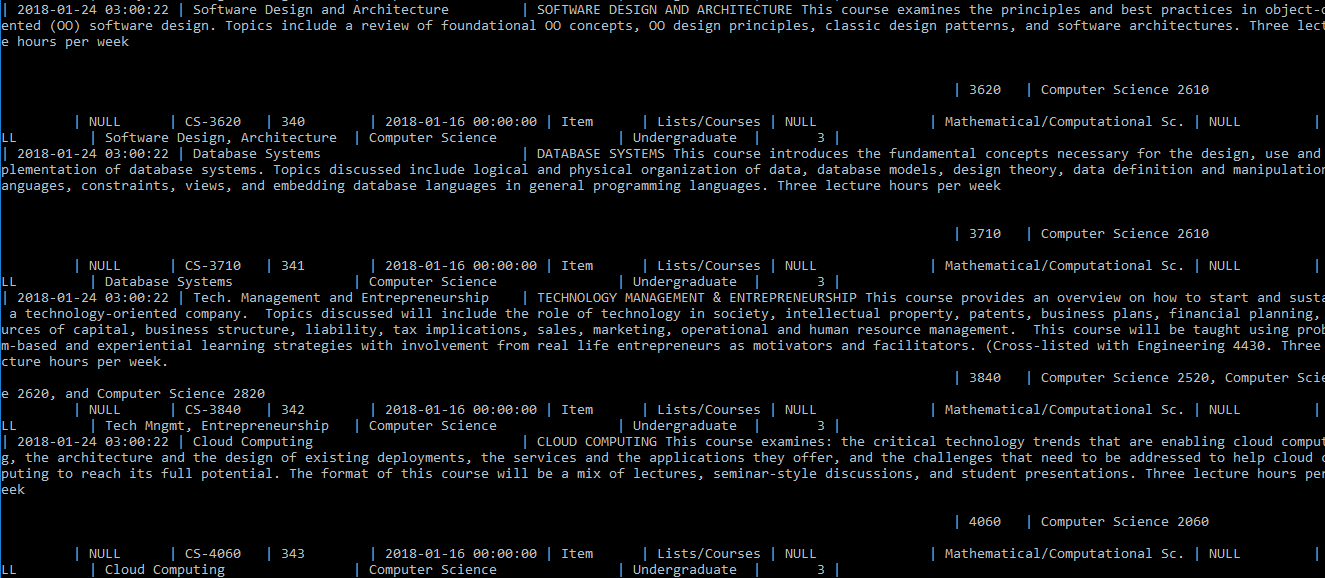 | 2018-01-24 03:00:22 | Software Design and Architecture | SOFTWARE DESIGN AND ARCHITECTURE This course examines the principles and best practices in object-o
ented (OO) software design. Topics include a review of foundational OO concepts, OO design principles, classic design patterns, and software architectures. Three lect
e hours per week
| 3620 | Computer Science 2610
| NULL | CS-3620 | 340 | 2018-01-16 00:00:00 | Item | Lists/Courses | NULL | Mathematical/Computational Sc. | NULL |
LL | Software Design, Architecture | Computer Science | Undergraduate | 3 |
| 2018-01-24 03:00:22 | Database Systems | DATABASE SYSTEMS This course introduces the fundamental concepts necessary for the design, use and
plementation of database systems. Topics discussed include logical and physical organization of data, database models, design theory, data definition and manipulation
anguages, constraints, views, and embedding database languages in general programming languages. Three lecture hours per week
| 3710 | Computer Science 2610
| NULL | CS-3710 | 341 | 2018-01-16 00:00:00 | Item | Lists/Courses | NULL | Mathematical/Computational Sc. | NULL |
LL | Database Systems | Computer Science | Undergraduate | 3 |
| 2018-01-24 03:00:22 | Tech. Management and Entrepreneurship | TECHNOLOGY MANAGEMENT & ENTREPRENEURSHIP This course provides an overview on how to start and susta
a technology-oriented company. Topics discussed will include the role of technology in society, intellectual property, patents, business plans, financial planning,
urces of capital, business structure, liability, tax implications, sales, marketing, operational and human resource management. This course will be taught using prob
m-based and experiential learning strategies with involvement from real life entrepreneurs as motivators and facilitators. (Cross-listed with Engineering 4430. Three
cture hours per week.
| 3840 | Computer Science 2520, Computer Scie
e 2620, and Computer Science 2820
| NULL | CS-3840 | 342 | 2018-01-16 00:00:00 | Item | Lists/Courses | NULL | Mathematical/Computational Sc. | NULL |
LL | Tech Mngmt, Entrepreneurship | Computer Science | Undergraduate | 3 |
| 2018-01-24 03:00:22 | Cloud Computing | CLOUD COMPUTING This course examines: the critical technology trends that are enabling cloud comput
g, the architecture and the design of existing deployments, the services and the applications they offer, and the challenges that need to be addressed to help cloud c
puting to reach its full potential. The format of this course will be a mix of lectures, seminar-style discussions, and student presentations. Three lecture hours per
eek
| 4060 | Computer Science 2060
| NULL | CS-4060 | 343 | 2018-01-16 00:00:00 | Item | Lists/Courses | NULL | Mathematical/Computational Sc. | NULL |
LL | Cloud Computing | Computer Science | Undergraduate | 3 |